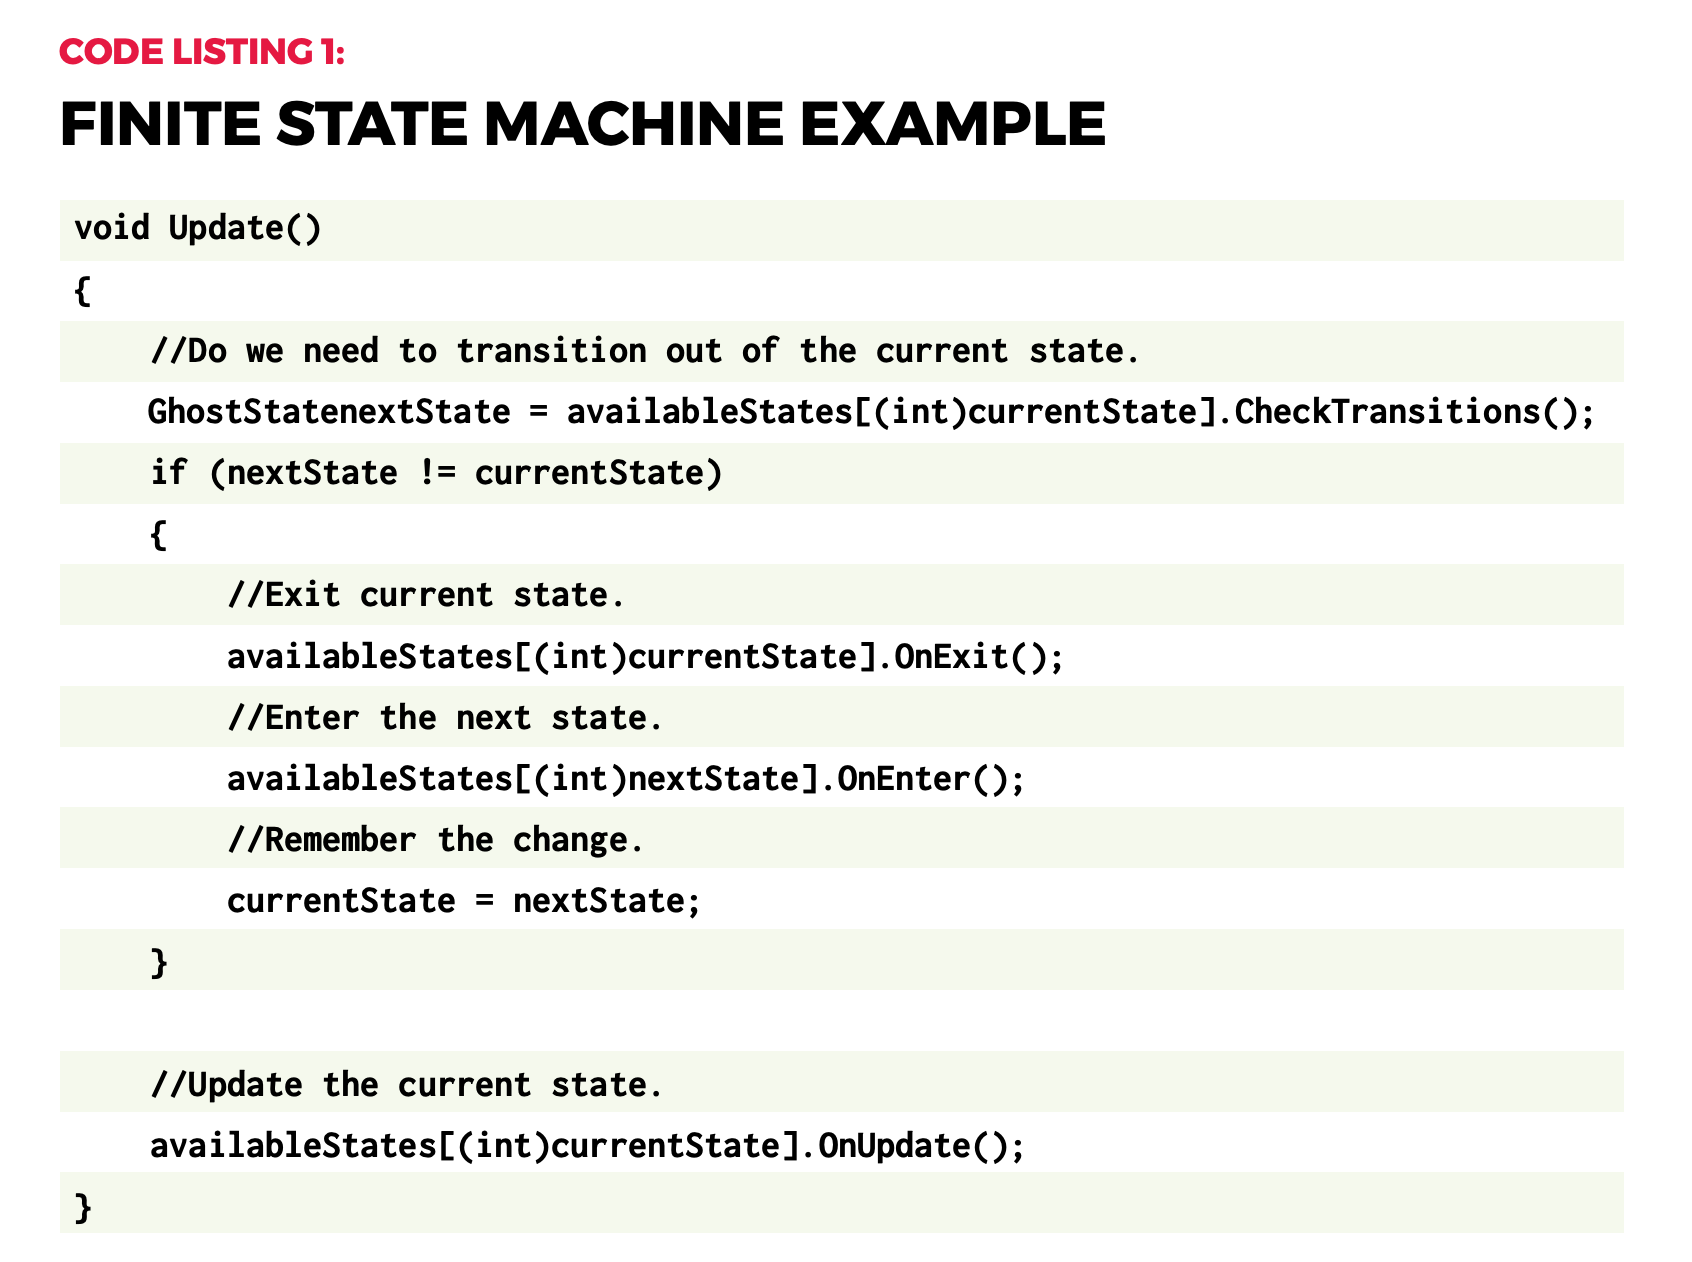 CODE LISTING 1:
FINITE STATE MACHINE EXAMPLE
void Update()
{
//Do we need to transition out of the current state.
GhostStatenextState = availableStates[(int)currentState].CheckTransitions();
if (nextState != currentState)
{
//Exit current state.
availableStates[(int)currentState].OnExit();
//Enter the next state.
availableStates[(int)nextState].OnEnter();
//Remember the change.
currentState = nextState;
}
//Update the current state.
availableStates[(int)currentState].OnUpdate();
}